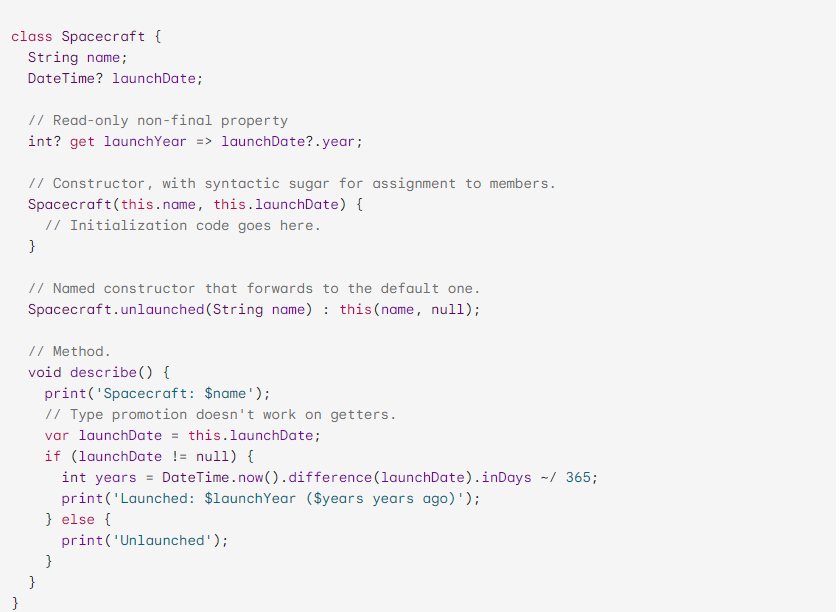 class Spacecraft {
  String name;
  DateTime? launchDate;

  // Read-only non-final property
  int? get launchYear => launchDate?.year;

  // Constructor, with syntactic sugar for assignment to members.
  Spacecraft(this.name, this.launchDate) {
    // Initialization code goes here.
  }

  // Named constructor that forwards to the default one.
  Spacecraft.unlaunched(String name) : this(name, null);

  // Method.
  void describe() {
    print('Spacecraft: $name');
    // Type promotion doesn't work on getters.
    var launchDate = this.launchDate;
    if (launchDate != null) {
      int years = DateTime.now().difference(launchDate).inDays ~/ 365;
      print('Launched: $launchYear ($years years ago)');
    } else {
      print('Unlaunched');
    }
  }
}